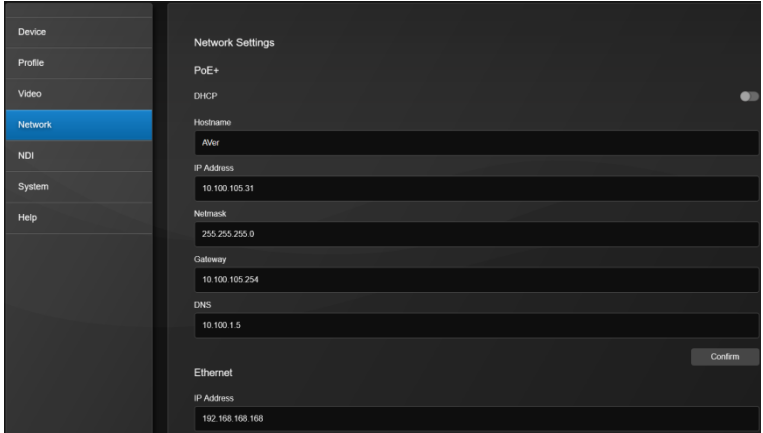 Device
Profile
Video
Network
NDI
System
Help
Network Settings
PoE+
DHCP
Hostname
AVer
IP Address
10.100.105.31
Netmask
255.255.255.0
Gateway
10.100.105.254
DNS
10.100.1.5
Confirm
Ethernet
IP Address
192.168.168.168